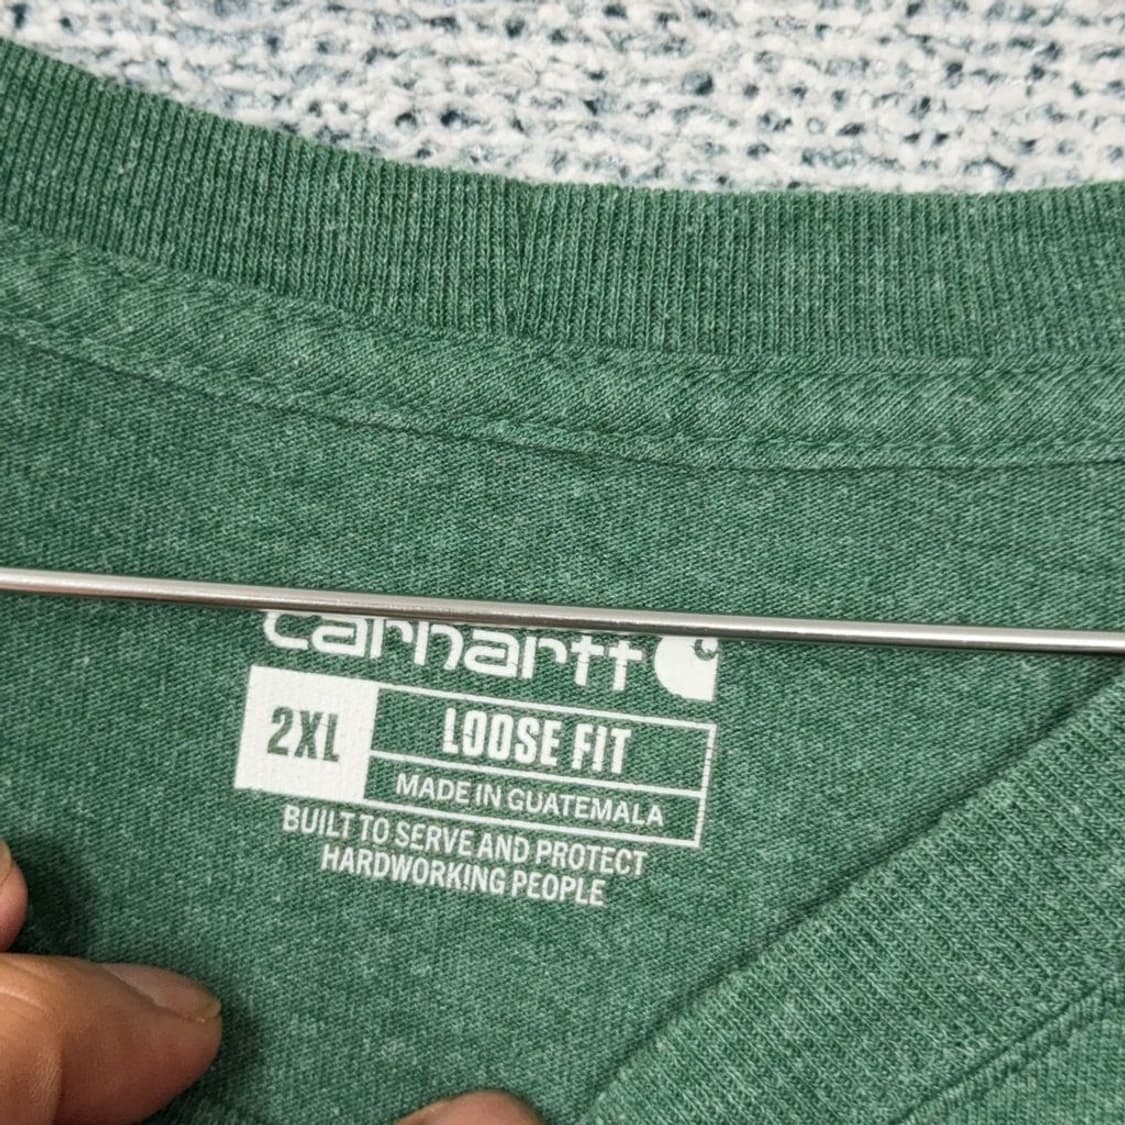 carhartt
2XL LOOSE FIT
MADE IN GUATEMALA
BUILT TO SERVE AND PROTECT
HARDWORKING PEOPLE